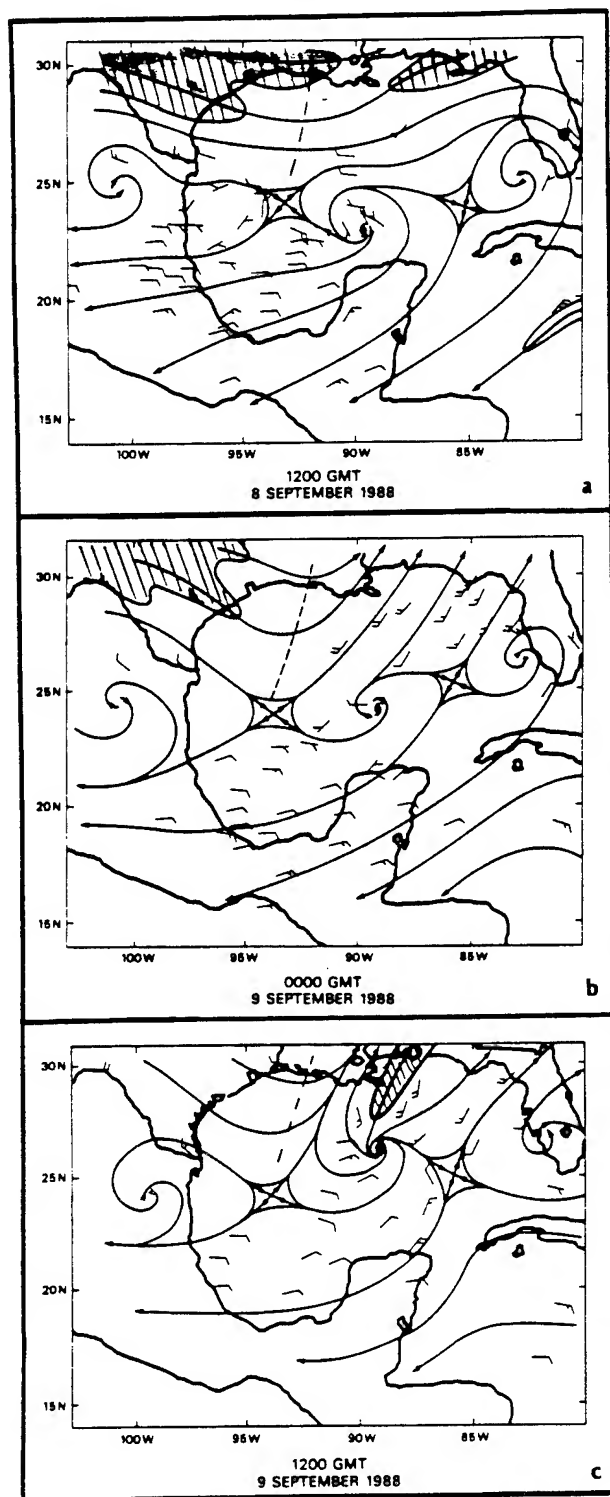 30N
25N
20N
15N
100W 95W 90W 85W
1200 GMT
8 SEPTEMBER 1988
a
30N
25N
20N
15N
100W 95W 90W 85W
0000 GMT
9 SEPTEMBER 1988
b
30N
25N
20N
15N
100W 95W 90W 85W
1200 GMT
9 SEPTEMBER 1988
c